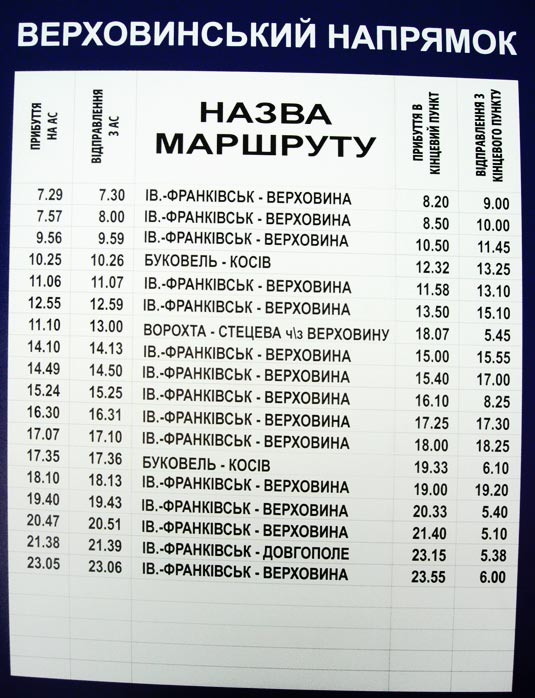 ВЕРХОВИНСЬКИЙ НАПРЯМОК
ПРИБУТТЯ НА АС ВІДПРАВЛЕННЯ З АС НАЗВА МАРШРУТУ ПРИБУТТЯ В КІНЦЕВИЙ ПУНКТ ВІДПРАВЛЕННЯ З КІНЦЕВОГО ПУНКТУ
7.29 7.30 ІВ.-ФРАНКІВСЬК - ВЕРХОВИНА 8.20 9.00
7.57 8.00 ІВ.-ФРАНКІВСЬК - ВЕРХОВИНА 8.50 10.00
9.56 9.59 ІВ.-ФРАНКІВСЬК - ВЕРХОВИНА 10.50 11.45
10.25 10.26 БУКОВЕЛЬ - КОСІВ 12.32 13.25
11.06 11.07 ІВ.-ФРАНКІВСЬК - ВЕРХОВИНА 11.58 13.10
12.55 12.59 ІВ.-ФРАНКІВСЬК - ВЕРХОВИНА 13.50 15.10
11.10 13.00 ВОРОХТА - СТЕЦЕВА ч\з ВЕРХОВИНУ 18.07 5.45
14.10 14.13 ІВ.-ФРАНКІВСЬК - ВЕРХОВИНА 15.00 15.55
14.49 14.50 ІВ.-ФРАНКІВСЬК - ВЕРХОВИНА 15.40 17.00
15.24 15.25 ІВ.-ФРАНКІВСЬК - ВЕРХОВИНА 16.10 8.25
16.30 16.31 ІВ.-ФРАНКІВСЬК - ВЕРХОВИНА 17.25 17.30
17.07 17.10 ІВ.-ФРАНКІВСЬК - ВЕРХОВИНА 18.00 18.25
17.35 17.36 БУКОВЕЛЬ - КОСІВ 19.33 6.10
18.10 18.13 ІВ.-ФРАНКІВСЬК - ВЕРХОВИНА 19.00 19.20
19.40 19.43 ІВ.-ФРАНКІВСЬК - ВЕРХОВИНА 20.33 5.40
20.47 20.51 ІВ.-ФРАНКІВСЬК - ВЕРХОВИНА 21.40 5.10
21.38 21.39 ІВ.-ФРАНКІВСЬК - ДОВГОПОЛЕ 23.15 5.38
23.05 23.06 ІВ.-ФРАНКІВСЬК - ВЕРХОВИНА 23.55 6.00